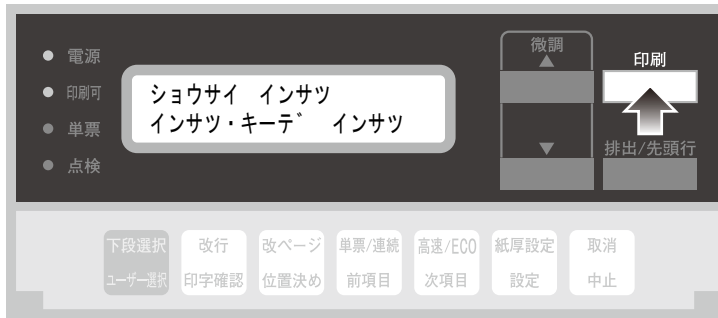 電源
印刷可
単票
点検
ショウサイ インサツ
インサツ・キーデ インサツ
微調
▲
▼
印刷
排出/先頭行
下段選択 改行 改ページ 単票/連続 高速/ECO 紙厚設定 取消
ユーザー選択 印字確認 位置決め 前項目 次項目 設定 中止